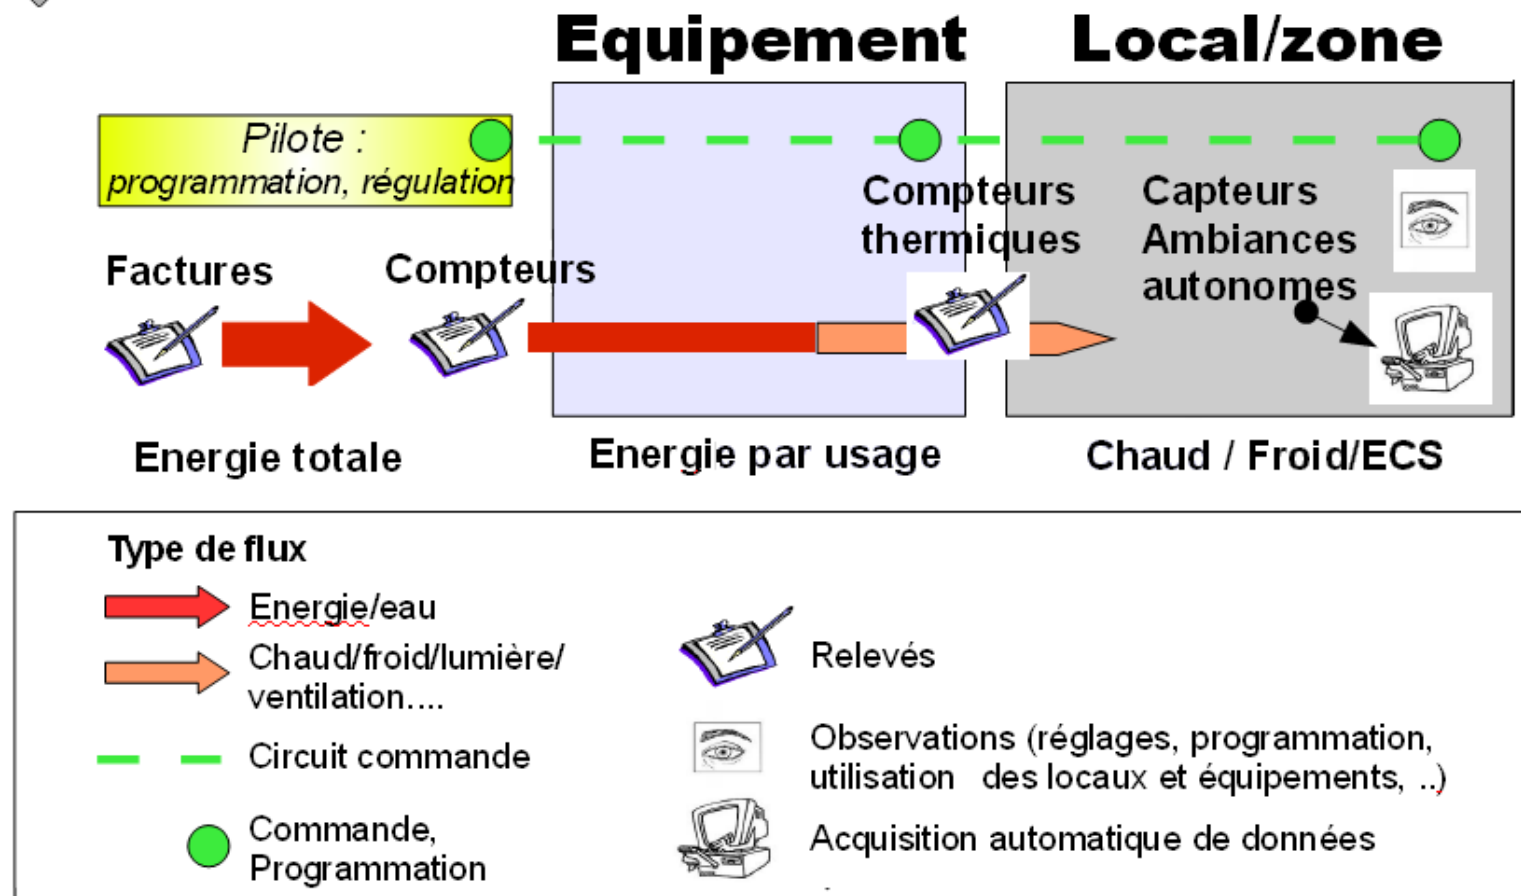 Equipement
Local/zone
Pilote :
programmation, régulation
Compteurs
thermiques
Capteurs
Ambiances
autonomes
Factures
Compteurs
Energie totale
Energie par usage
Chaud / Froid/ECS
Type de flux
Energie/eau
Chaud/froid/lumière/
ventilation....
Circuit commande
Commande,
Programmation
Relevés
Observations (réglages, programmation,
utilisation des locaux et équipements, ..)
Acquisition automatique de données